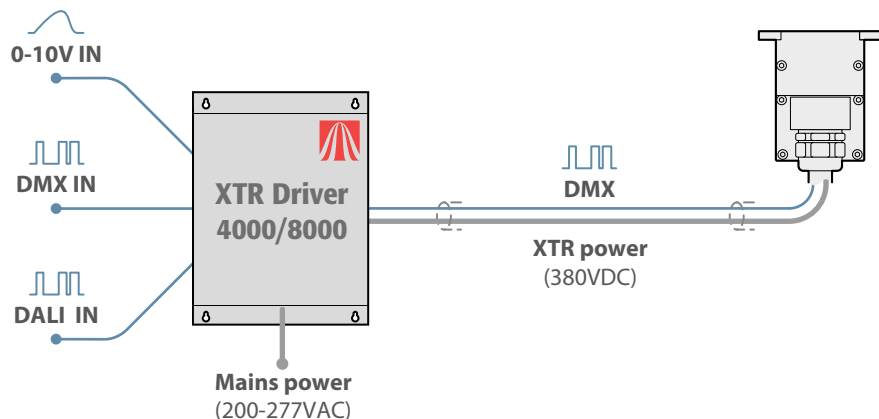 0-10V IN
DMX IN
DALI IN
XTR Driver
4000/8000
Mains power
(200-277VAC)
DMX
XTR power
(380VDC)